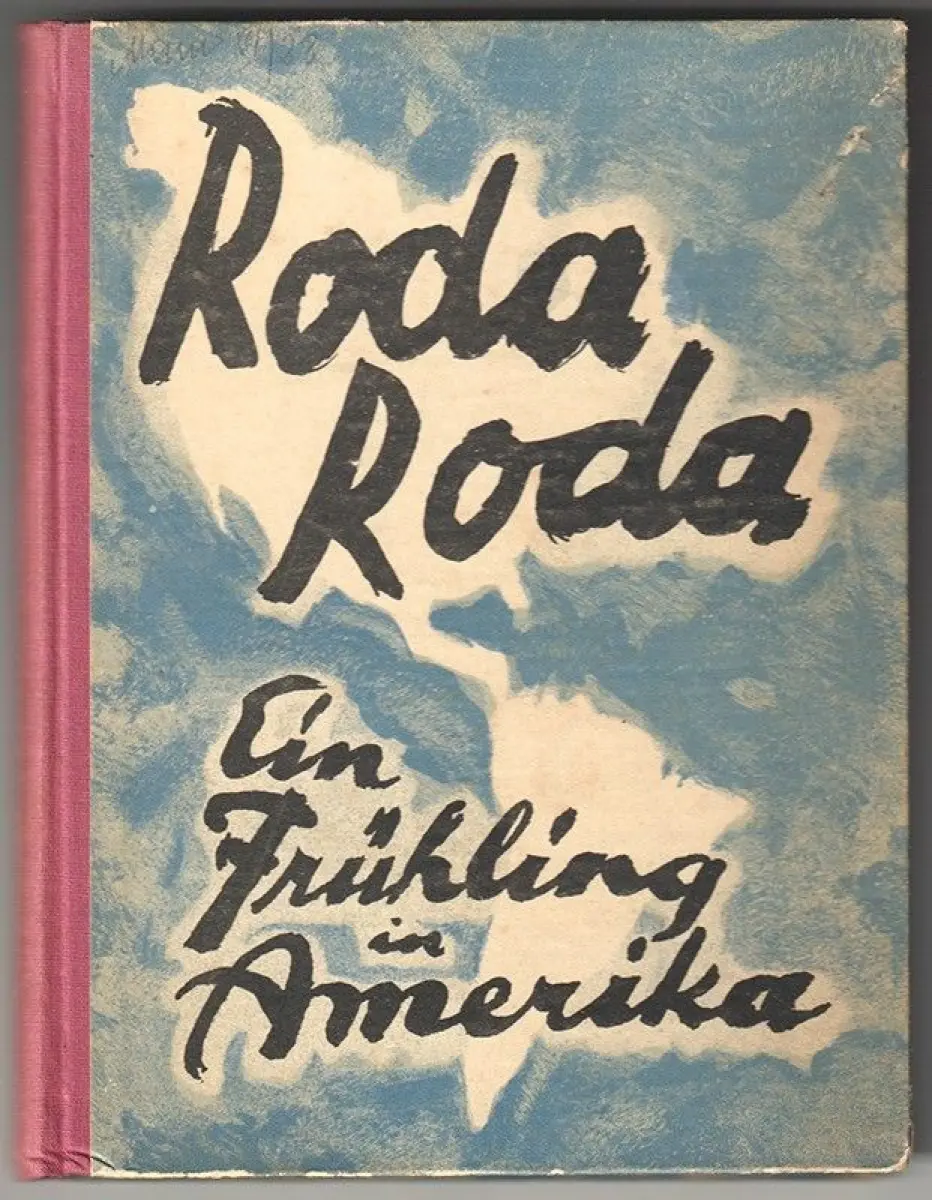 Roda
Roda
Ein
Frühling
in
Amerika